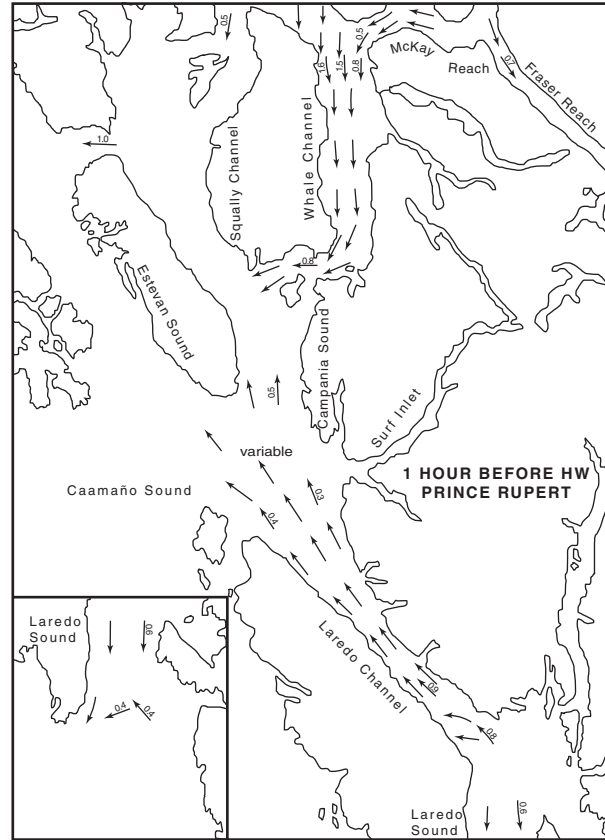 0.5
0.5
McKay
Reach
0.7
Fraser Reach
1.6
1.5
0.8
1.0
Squally Channel
Whale Channel
0.8
Estevan Sound
Campania Sound
0.5
Surf Inlet
variable
1 HOUR BEFORE HW
PRINCE RUPERT
Caamaño Sound
0.3
0.4
Laredo
Sound
0.6
0.4
0.4
Laredo Channel
0.9
0.8
Laredo
Sound
0.6